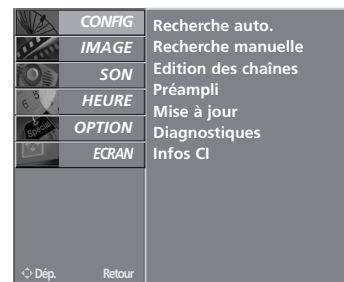 CONFIG
IMAGE
SON
HEURE
OPTION
ECRAN
Recherche auto.
Recherche manuelle
Edition des chaînes
Préampli
Mise à jour
Diagnostiques
Infos CI
Dép. Retour